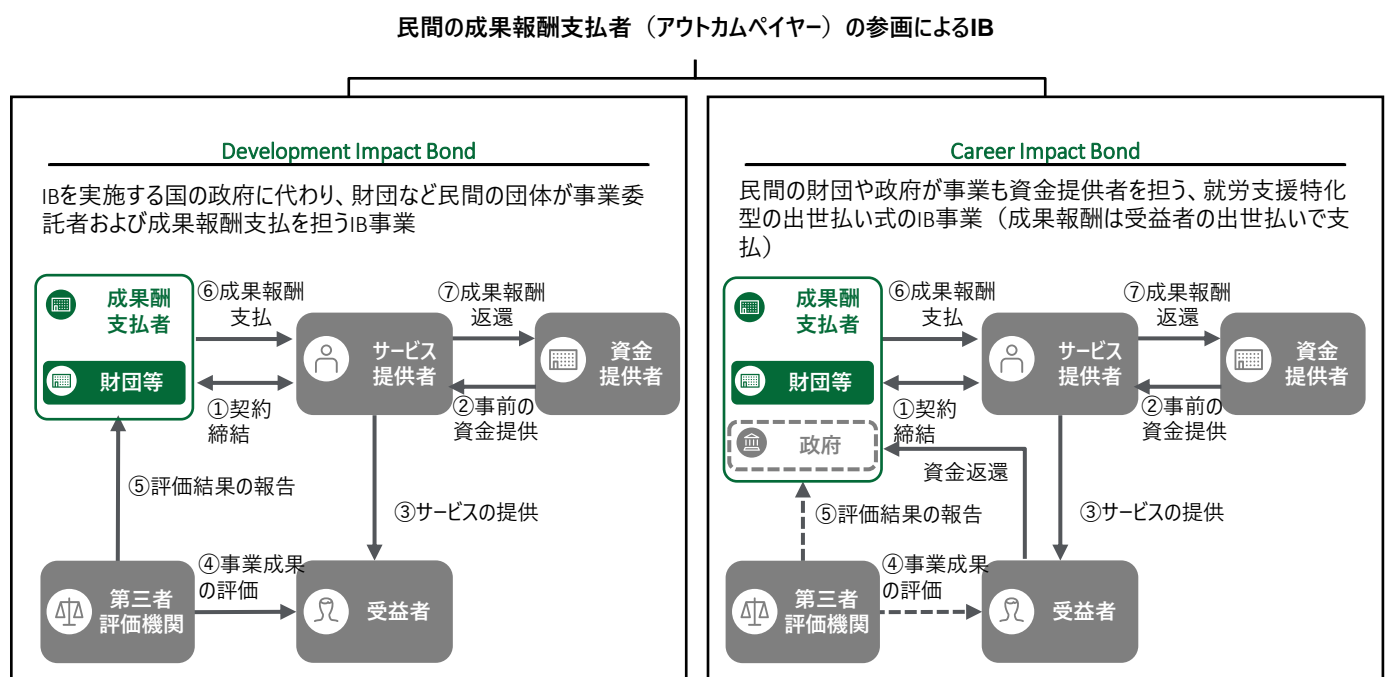 民間の成果報酬支払者（アウトカムペイヤー）の参画によるIB
Development Impact Bond
IBを実施する国の政府に代わり、財団など民間の団体が事業委
託者および成果報酬支払を担うIB事業
成果酬
支払者
財団等
⑥成果報酬
支払
①契約
締結
サービス
提供者
⑦成果報酬
返還
②事前の
資金提供
資金
提供者
⑤評価結果の報告
③サービスの提供
④事業成果
の評価
第三者
評価機関
受益者
Career Impact Bond
民間の財団や政府が事業も資金提供者を担う、就労支援特化
型の出世払い式のIB事業（成果報酬は受益者の出世払いで支
払）
成果酬
支払者
財団等
政府
⑥成果報酬
支払
①契約
締結
サービス
提供者
⑦成果報酬
返還
②事前の
資金提供
資金
提供者
資金返還
⑤評価結果の報告
③サービスの提供
④事業成果
の評価
第三者
評価機関
受益者